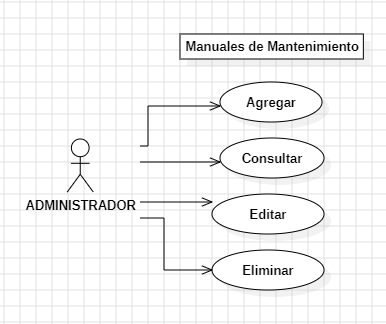 Manuales de Mantenimiento
Agregar
Consultar
ADMINISTRADOR
Editar
Eliminar